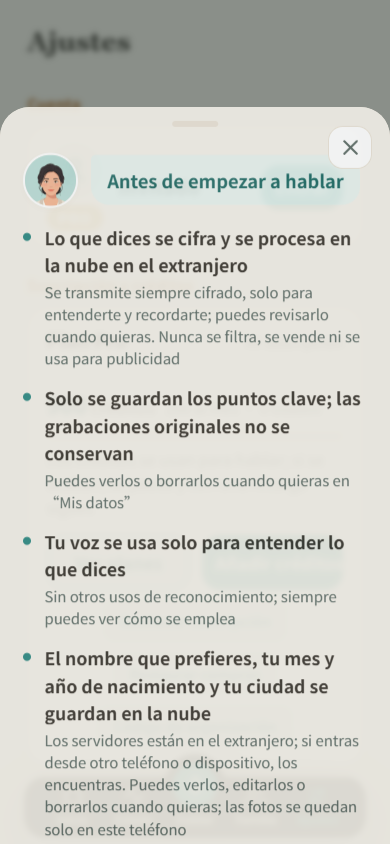 Ajustes
Cuenta
Antes de empezar a hablar
Lo que dices se cifra y se procesa en
la nube en el extranjero
Se transmite siempre cifrado, solo para
entenderte y recordarte; puedes revisarlo
cuando quieras. Nunca se filtra, se vende ni se
usa para publicidad
Solo se guardan los puntos clave; las
grabaciones originales no se
conservan
Puedes verlos o borrarlos cuando quieras en
“Mis datos”
Tu voz se usa solo para entender lo
que dices
Sin otros usos de reconocimiento; siempre
puedes ver cómo se emplea
El nombre que prefieres, tu mes y
año de nacimiento y tu ciudad se
guardan en la nube
Los servidores están en el extranjero; si entras
desde otro teléfono o dispositivo, los
encuentras. Puedes verlos, editarlos o
borrarlos cuando quieras; las fotos se quedan
solo en este teléfono